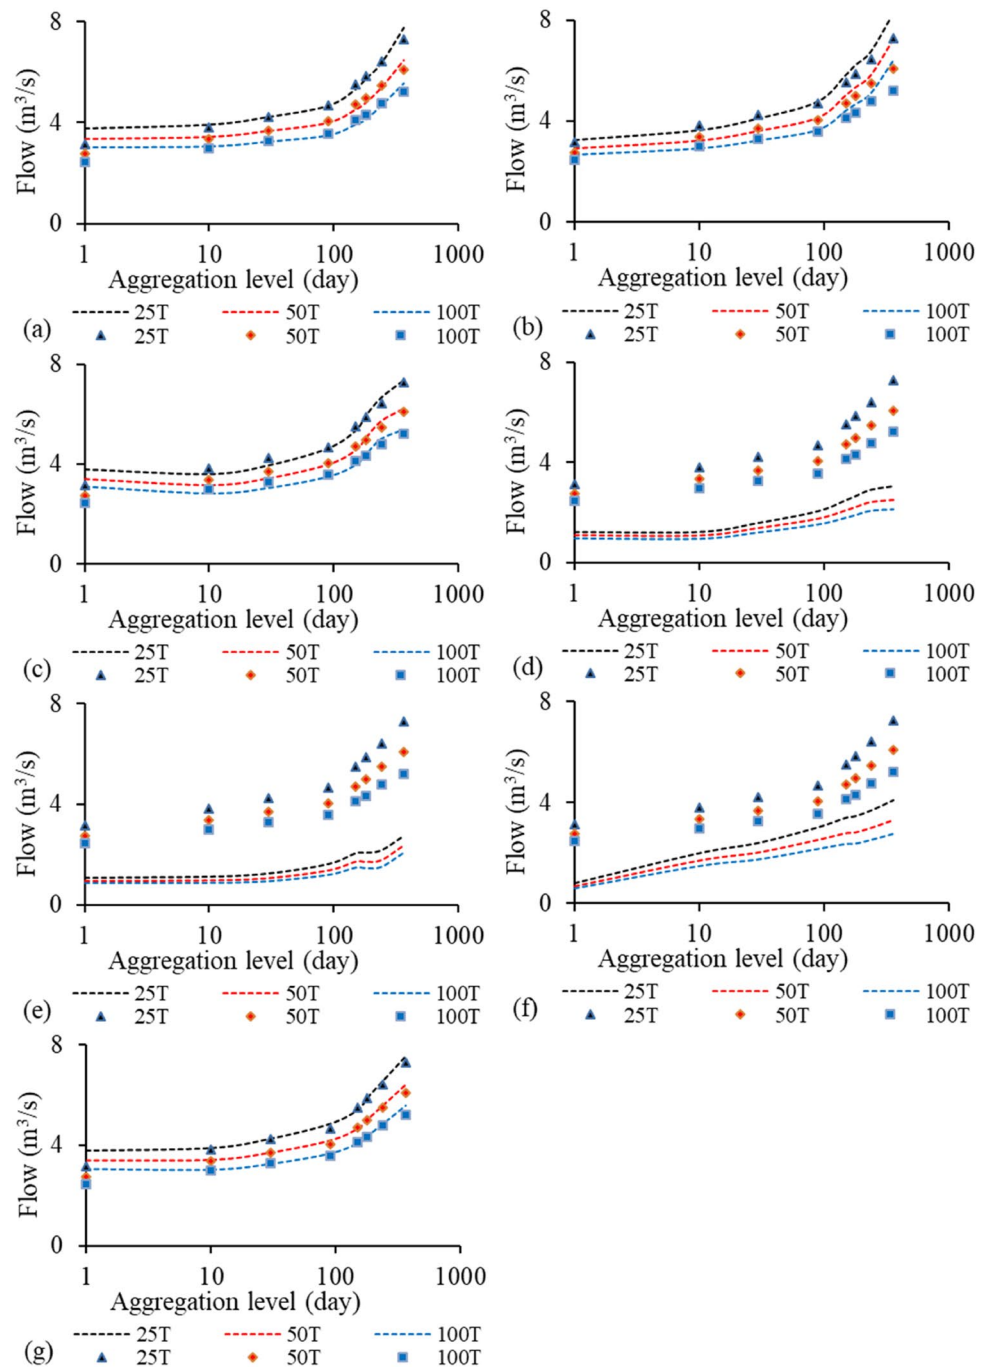 8
4
0
Flow (m³/s)
1 10 100 1000
Aggregation level (day)
25T 50T 100T
25T 50T 100T
(a)
8
4
0
Flow (m³/s)
1 10 100 1000
Aggregation level (day)
25T 50T 100T
25T 50T 100T
(b)
8
4
0
Flow (m³/s)
1 10 100 1000
Aggregation level (day)
25T 50T 100T
25T 50T 100T
(c)
8
4
0
Flow (m³/s)
1 10 100 1000
Aggregation level (day)
25T 50T 100T
25T 50T 100T
(d)
8
4
0
Flow (m³/s)
1 10 100 1000
Aggregation level (day)
25T 50T 100T
25T 50T 100T
(e)
8
4
0
Flow (m³/s)
1 10 100 1000
Aggregation level (day)
25T 50T 100T
25T 50T 100T
(f)
8
4
0
Flow (m³/s)
1 10 100 1000
Aggregation level (day)
25T 50T 100T
25T 50T 100T
(g)